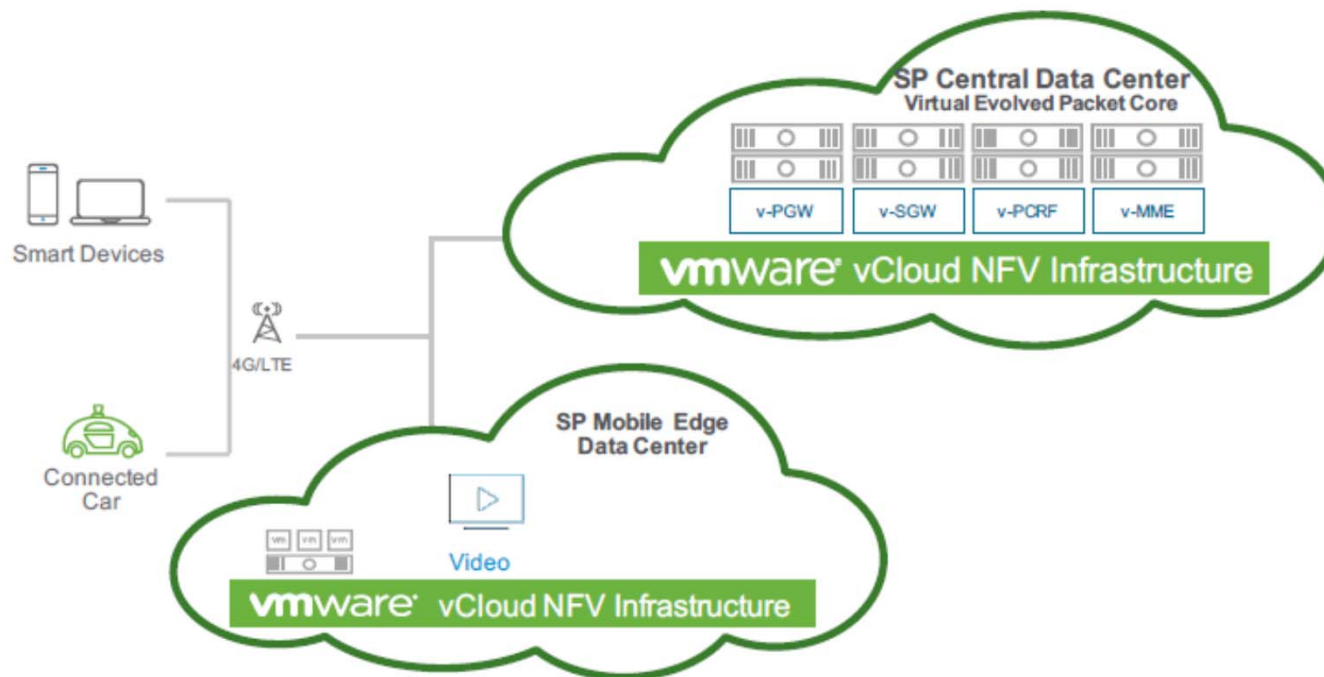 SP Central Data Center
Virtual Evolved Packet Core
v-PGW
v-SGW
v-PCRF
v-MME
vmware® vCloud NFV Infrastructure
Smart Devices
4G/LTE
Connected
Car
SP Mobile Edge
Data Center
vm vm vm
Video
vmware® vCloud NFV Infrastructure